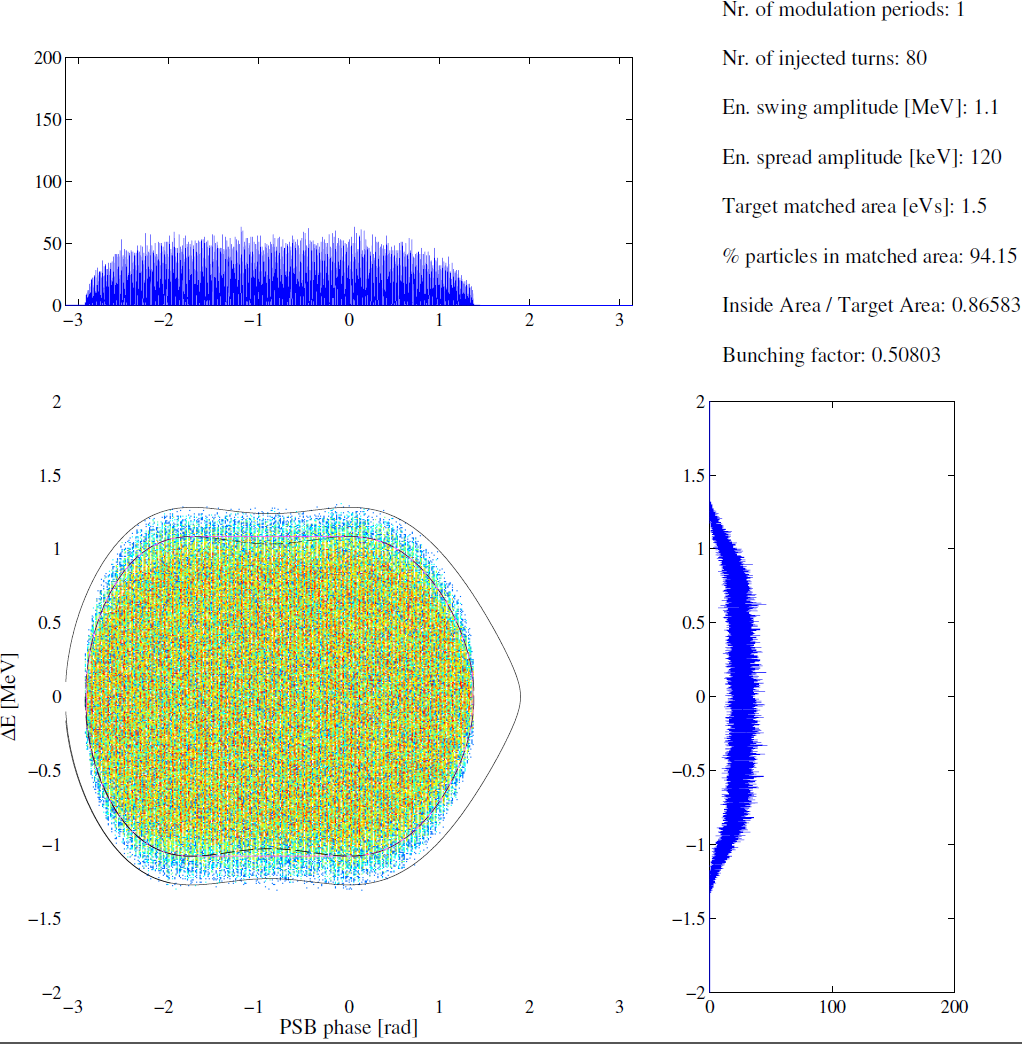 Nr. of modulation periods: 1
Nr. of injected turns: 80
En. swing amplitude [MeV]: 1.1
En. spread amplitude [keV]: 120
Target matched area [eVs]: 1.5
% particles in matched area: 94.15
Inside Area / Target Area: 0.86583
Bunching factor: 0.50803
200
150
100
50
0
−3 −2 −1 0 1 2 3
2
1.5
1
0.5
0
−0.5
−1
−1.5
−2
ΔE [MeV]
−3 −2 −1 0 1 2 3
PSB phase [rad]
2
1.5
1
0.5
0
−0.5
−1
−1.5
−2
0 100 200